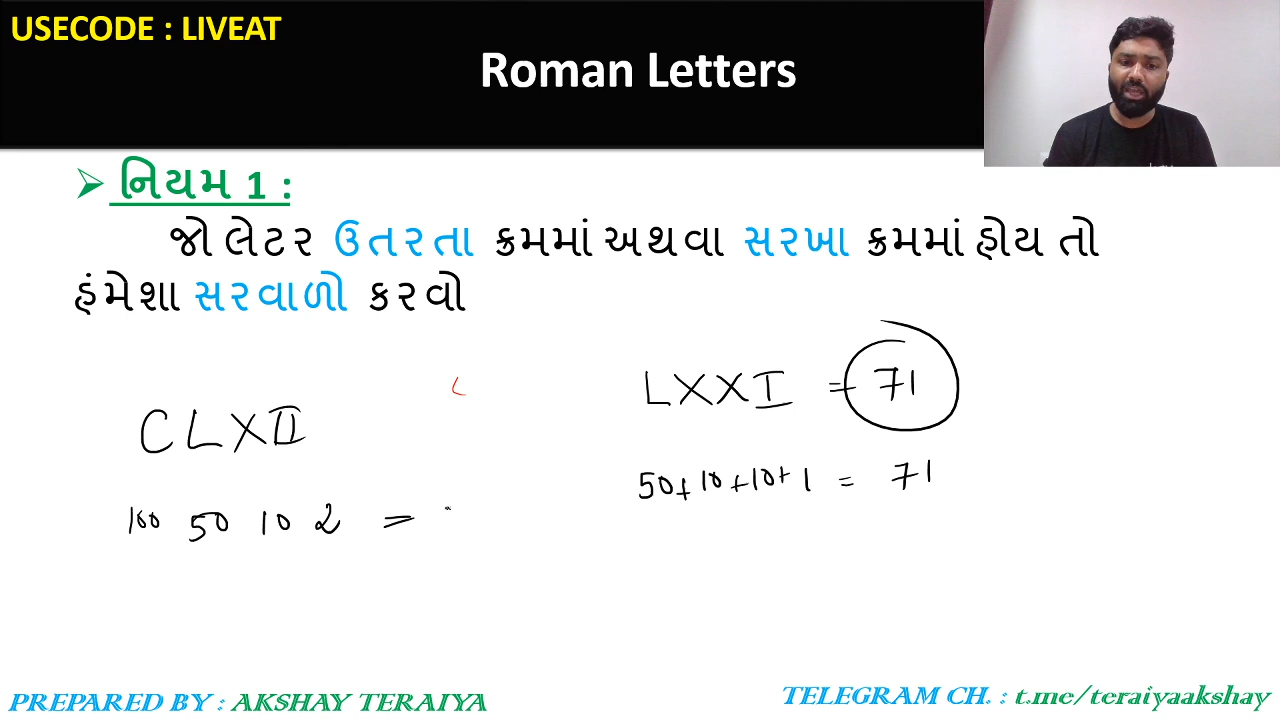 USECODE : LIVEAT
Roman Letters
➢ નિયમ 1 :
જો લેટર ઉતરતા ક્રમમાં અથવા સરખા ક્રમમાં હોય તો
હંમેશા સરવાળો કરવો
LXXI = 71
CLXII
50+10+10+1 = 71
100 50 10 2 =
PREPARED BY : AKSHAY TERAIYA
TELEGRAM CH. : t.me/teraiyaakshay